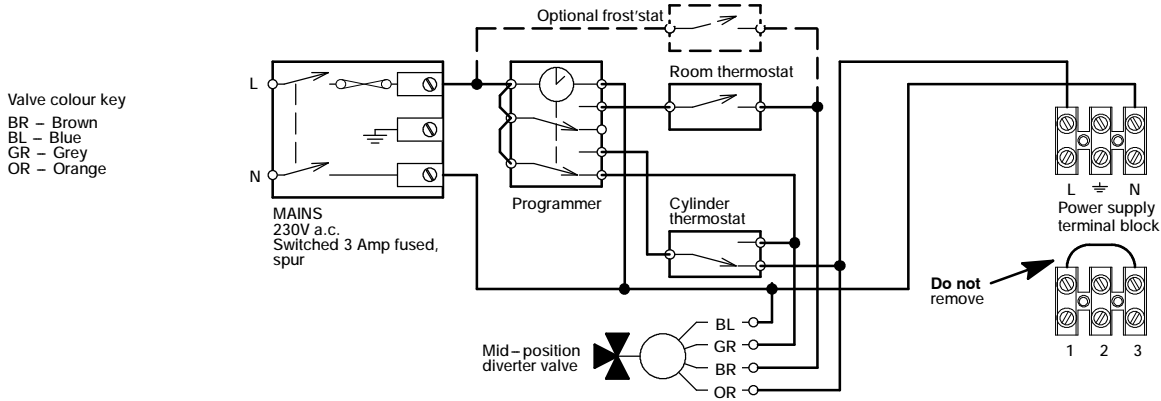 Optional frost'stat
Valve colour key
BR – Brown
BL – Blue
GR – Grey
OR – Orange
L
N
MAINS
230V a.c.
Switched 3 Amp fused,
spur
Programmer
Room thermostat
Cylinder
thermostat
L
N
Power supply
terminal block
Do not
remove
1 2 3
Mid–position
diverter valve
BL
GR
BR
OR